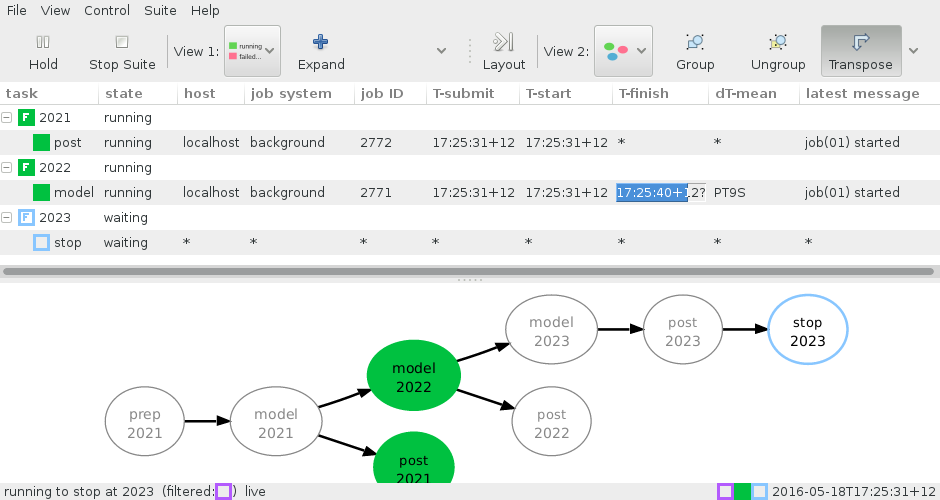 File View Control Suite Help
Hold Stop Suite View 1: running failed... Expand Layout View 2: Group Ungroup Transpose
task state host job system job ID T-submit T-start T-finish dT-mean latest message
F 2021 running
post running localhost background 2772 17:25:31+12 17:25:31+12 * * job(01) started
F 2022 running
model running localhost background 2771 17:25:31+12 17:25:31+12 17:25:40+12? PT9S job(01) started
F 2023 waiting
stop waiting * * * * * * * *
model 2023
post 2023
stop 2023
model 2022
prep 2021
model 2021
post 2022
post 2021
running to stop at 2023 (filtered: ) live 2016-05-18T17:25:31+12